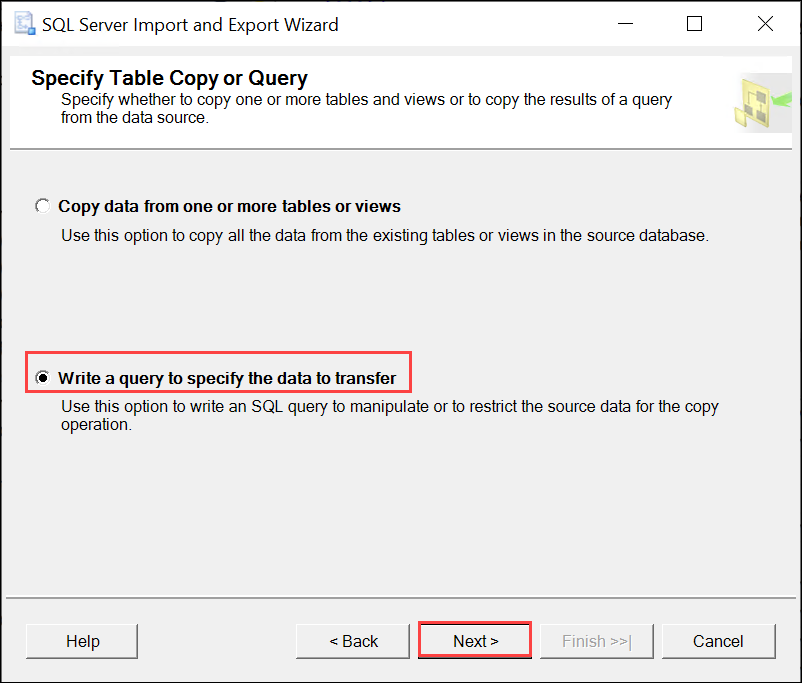 SQL Server Import and Export Wizard
Specify Table Copy or Query
Specify whether to copy one or more tables and views or to copy the results of a query
from the data source.
Copy data from one or more tables or views
Use this option to copy all the data from the existing tables or views in the source database.
Write a query to specify the data to transfer
Use this option to write an SQL query to manipulate or to restrict the source data for the copy
operation.
Help
< Back
Next >
Finish >>|
Cancel